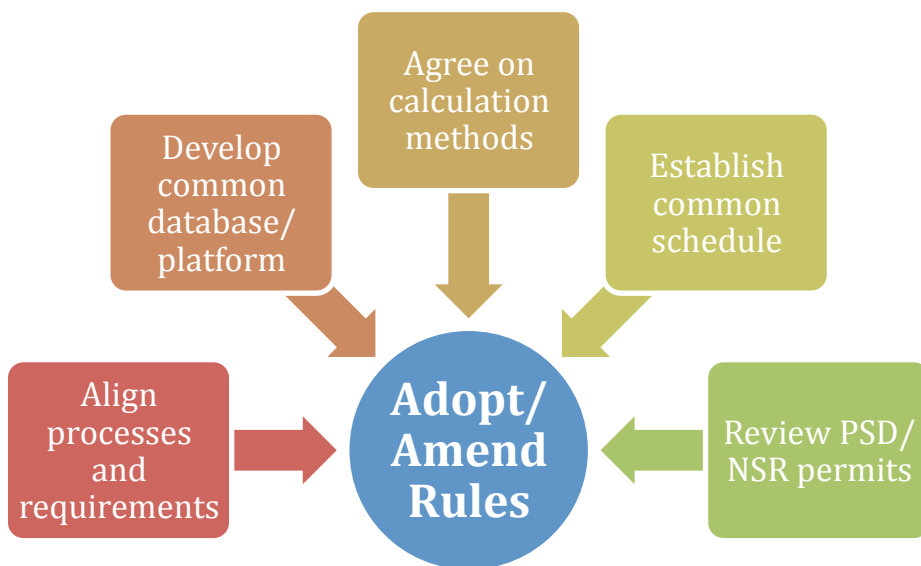 Agree on
calculation
methods
Develop
common
database/
platform
Establish
common
schedule
Align
processes
and
requirements
Adopt/
Amend
Rules
Review PSD/
NSR permits